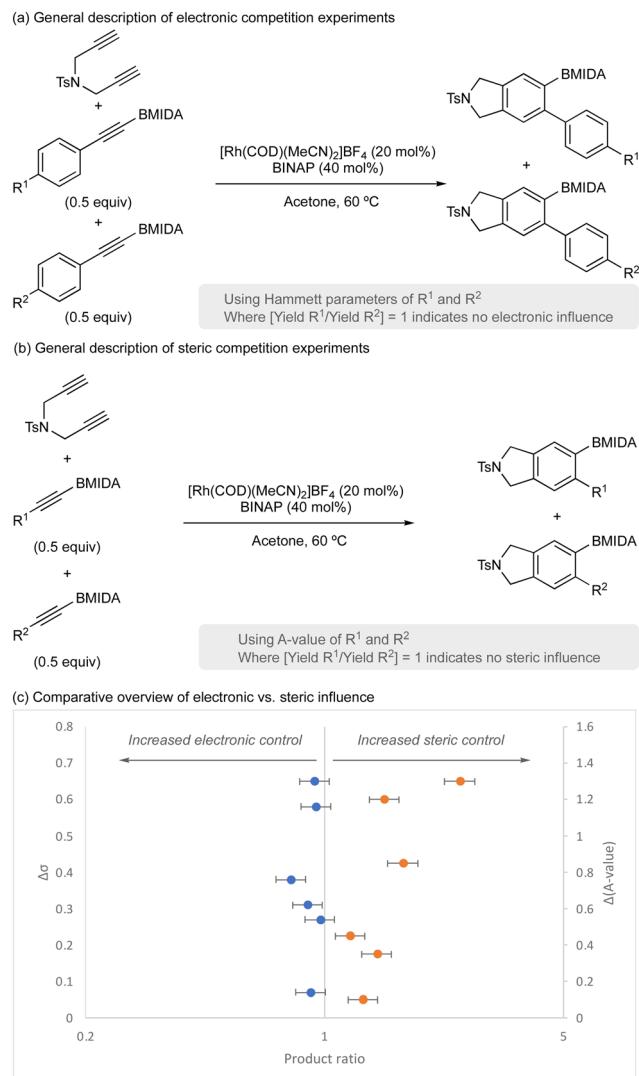 (a) General description of electronic competition experiments
TsN
+
BMIDA
R1
(0.5 equiv)
+
BMIDA
R2
(0.5 equiv)
[Rh(COD)(MeCN)2]BF4 (20 mol%)
BINAP (40 mol%)
Acetone, 60 ºC
BMIDA
TsN
R1
+
BMIDA
TsN
R2
Using Hammett parameters of R1 and R2
Where [Yield R1/Yield R2] = 1 indicates no electronic influence
(b) General description of steric competition experiments
TsN
+
BMIDA
R1
(0.5 equiv)
+
BMIDA
R2
(0.5 equiv)
[Rh(COD)(MeCN)2]BF4 (20 mol%)
BINAP (40 mol%)
Acetone, 60 ºC
BMIDA
TsN
R1
+
BMIDA
TsN
R2
Using A-value of R1 and R2
Where [Yield R1/Yield R2] = 1 indicates no steric influence
(c) Comparative overview of electronic vs. steric influence
Increased electronic control
Increased steric control
0.8
0.7
0.6
0.5
0.4
0.3
0.2
0.1
0
Δσ
1.6
1.4
1.2
1
0.8
0.6
0.4
0.2
0
Δ(A-value)
0.2
1
5
Product ratio